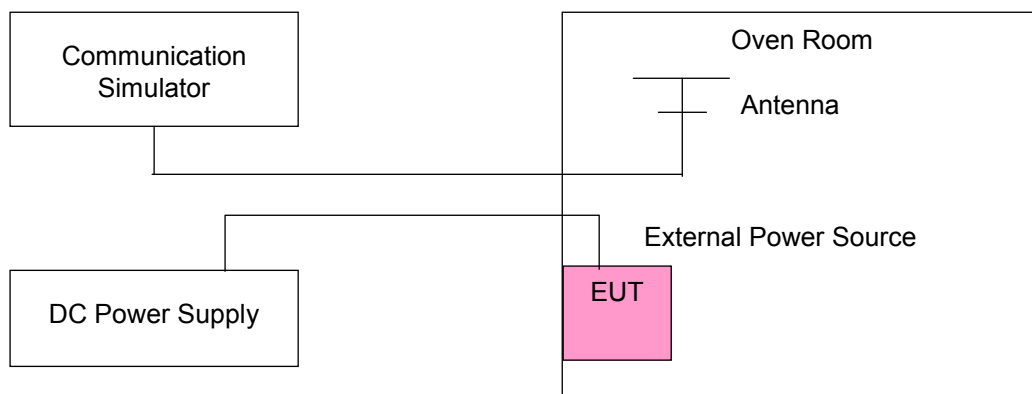 Communication
Simulator
Oven Room
Antenna
External Power Source
DC Power Supply
EUT